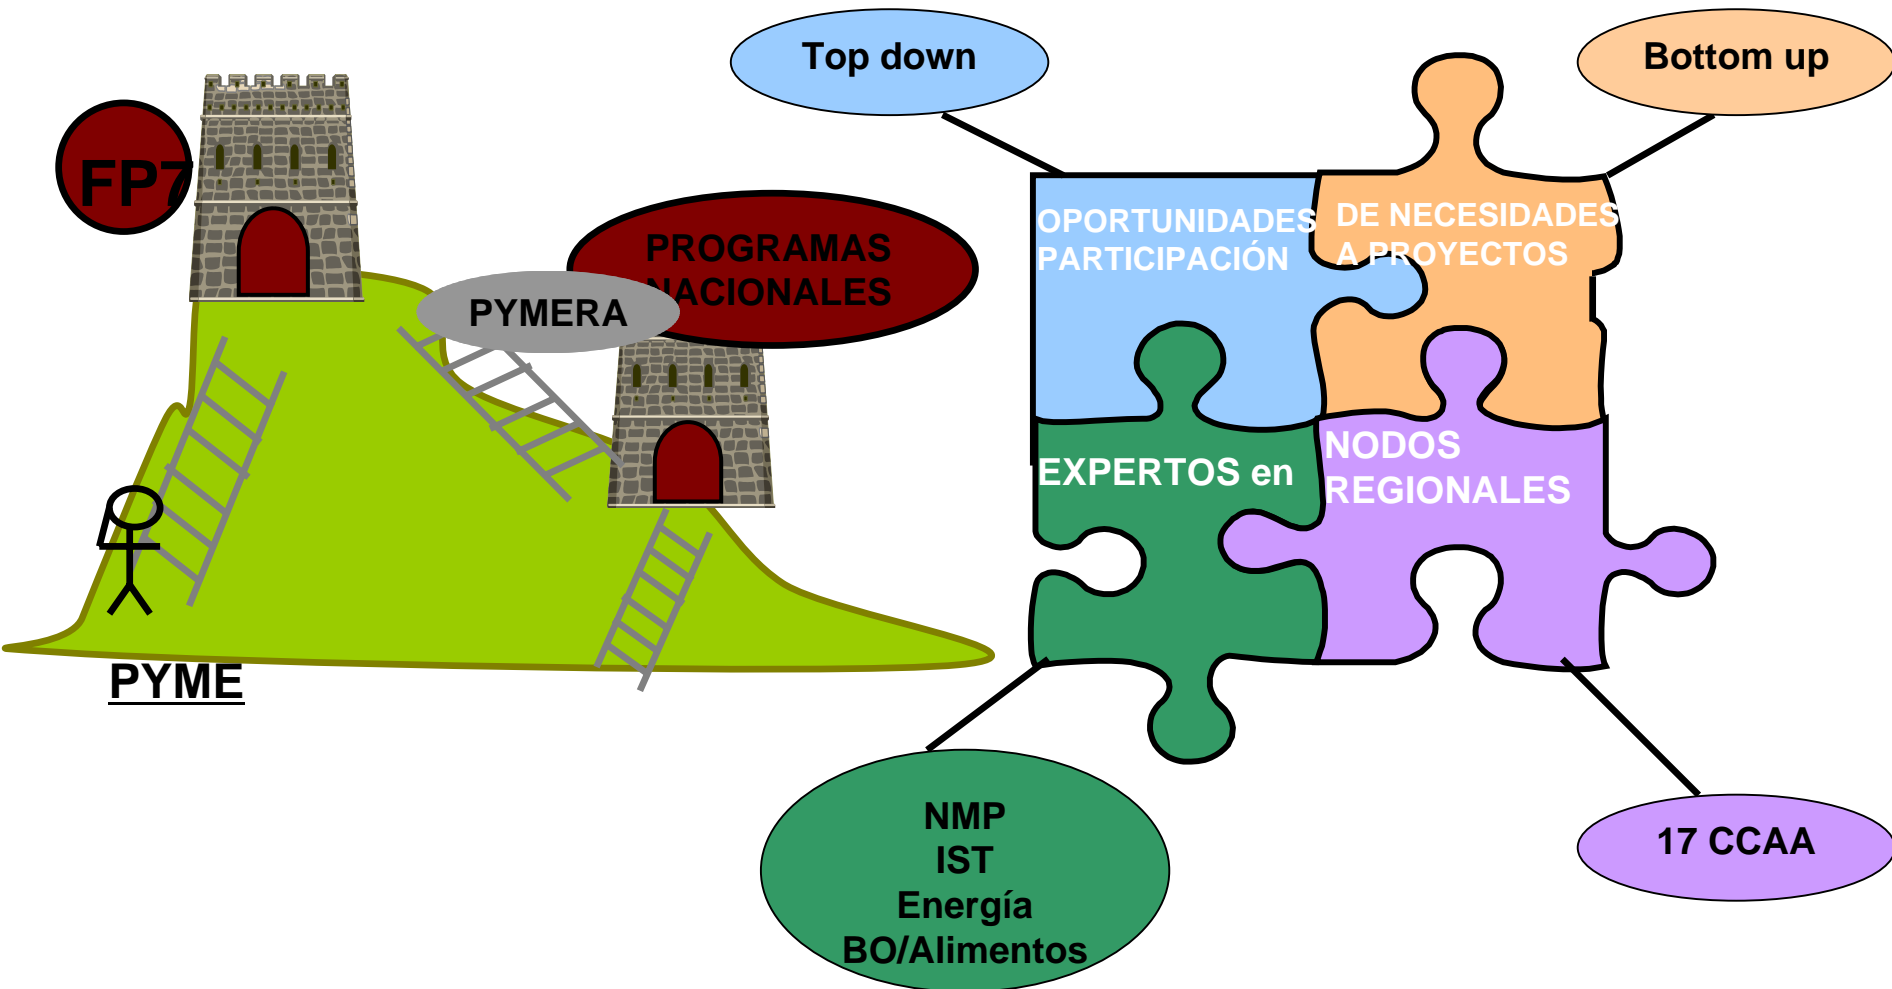 FP7
PROGRAMAS
NACIONALES
PYMERA
PYME
Top down
Bottom up
OPORTUNIDADES
PARTICIPACIÓN
DE NECESIDADES
A PROYECTOS
EXPERTOS en
NODOS
REGIONALES
NMP
IST
Energía
BO/Alimentos
17 CCAA